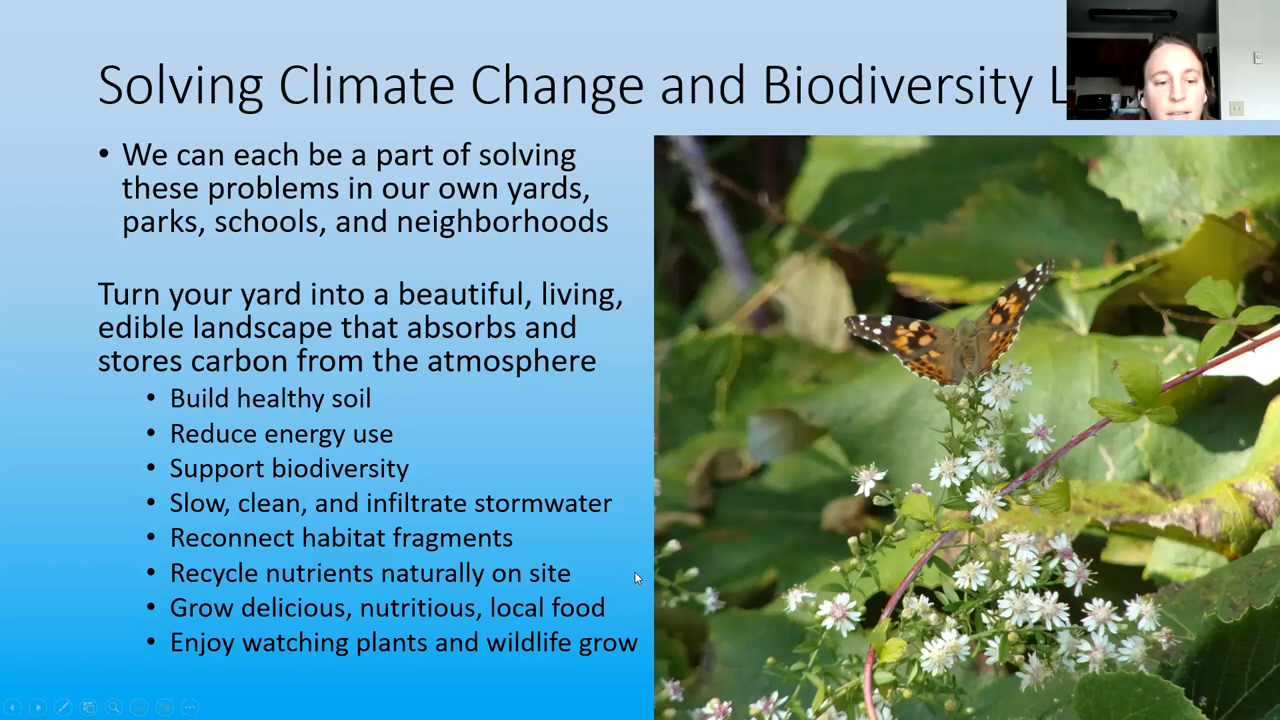 Solving Climate Change and Biodiversity
• We can each be a part of solving
these problems in our own yards,
parks, schools, and neighborhoods
Turn your yard into a beautiful, living,
edible landscape that absorbs and
stores carbon from the atmosphere
• Build healthy soil
• Reduce energy use
• Support biodiversity
• Slow, clean, and infiltrate stormwater
• Reconnect habitat fragments
• Recycle nutrients naturally on site
• Grow delicious, nutritious, local food
• Enjoy watching plants and wildlife grow